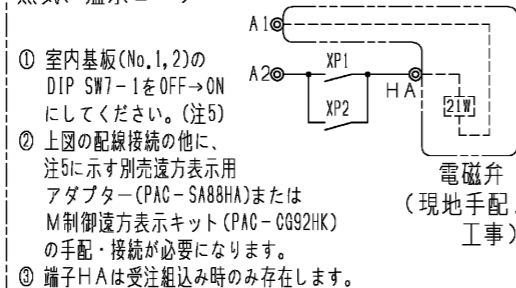 A1
① 室内基板(No.1,2)の
DIP SW7-1をOFF→ON
にしてください。(注5)
A2 XP1 HA
XP2 21W
② 上図の配線接続の他に、
注5に示す別売遠方表示用
アダプター(PAC-SA88HA)または
M制御遠方表示キット(PAC-CG92HK)
の手配・接続が必要になります。
電磁弁
(現地手配
工事)
③ 端子HAは受注組込み時のみ存在します。